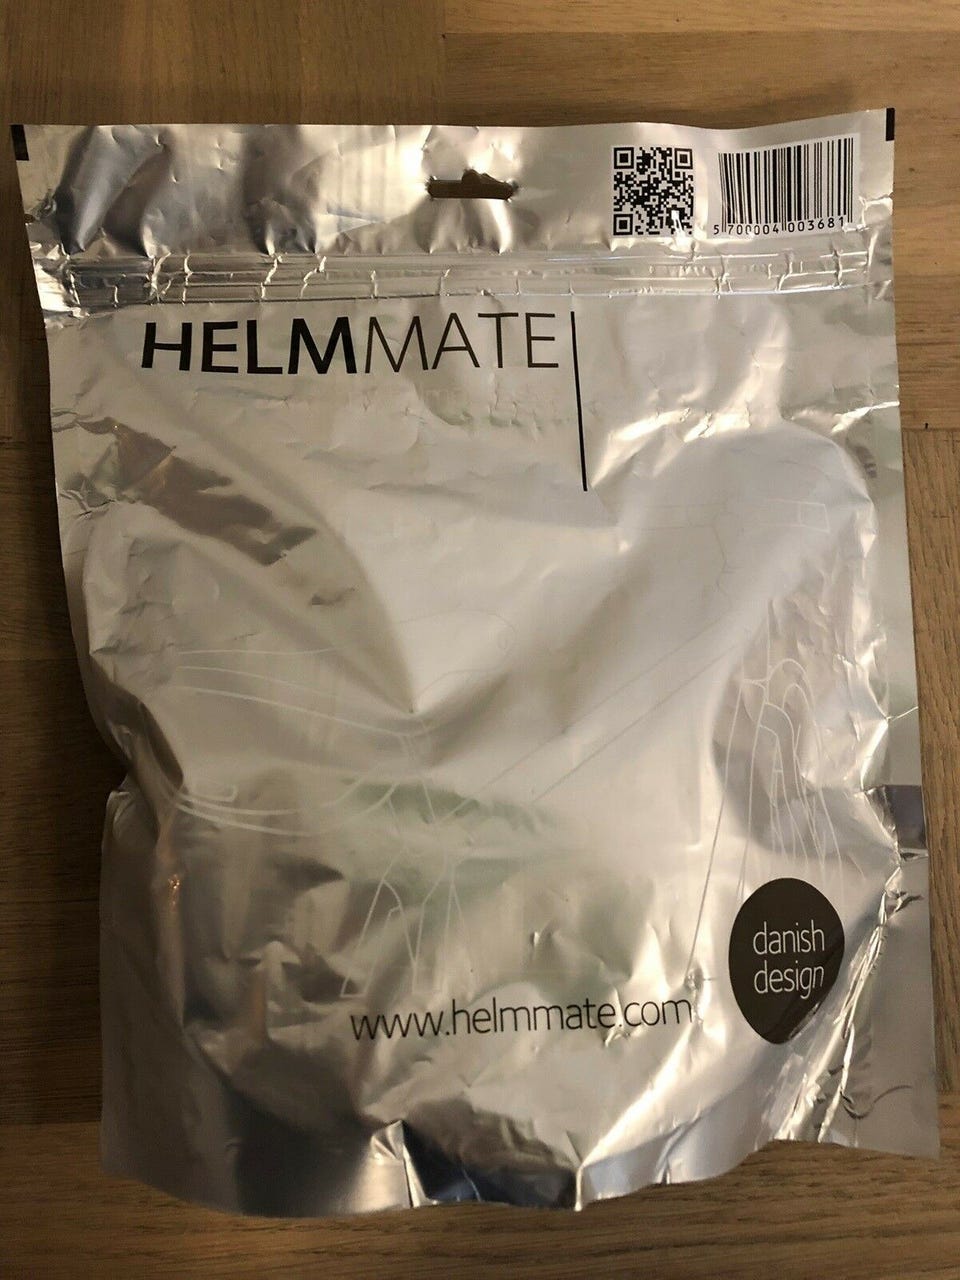 5 700004 003681
HELMMATE
danish
design
www.helmmate.com